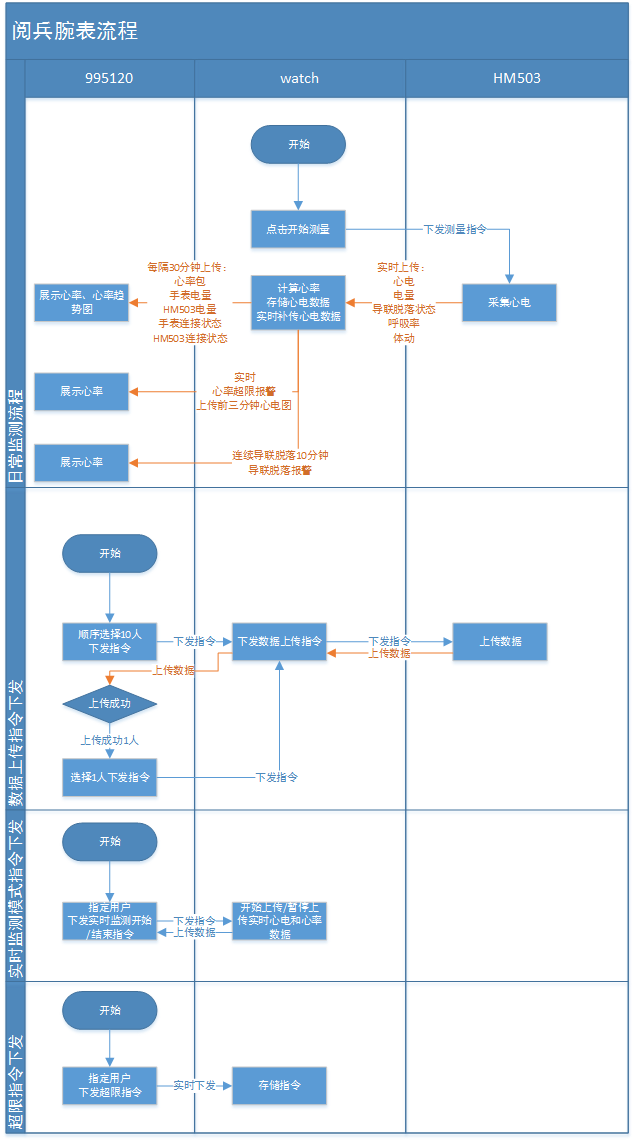 阅兵腕表流程
995120
watch
HM503
日常监测流程
开始
点击开始测量
下发测量指令
采集心电
实时上传：
心电
电量
导联脱落状态
呼吸率
体动
计算心率
存储心电数据
实时补传心电数据
每隔30分钟上传：
心率包
手表电量
HM503电量
手表连接状态
HM503连接状态
展示心率、心率趋
势图
实时
心率超限报警
上传前三分钟心电图
展示心率
连续导联脱落10分钟
导联脱落报警
展示心率
数据上传指令下发
开始
顺序选择10人
下发指令
下发指令
下发数据上传指令
下发指令
上传数据
上传数据
上传数据
上传成功
上传成功1人
选择1人下发指令
下发指令
实时监测模式指令下发
开始
指定用户
下发实时监测开始
/结束指令
下发指令
上传数据
开始上传/暂停上
传实时心电和心率
数据
超限指令下发
开始
指定用户
下发超限指令
实时下发
存储指令